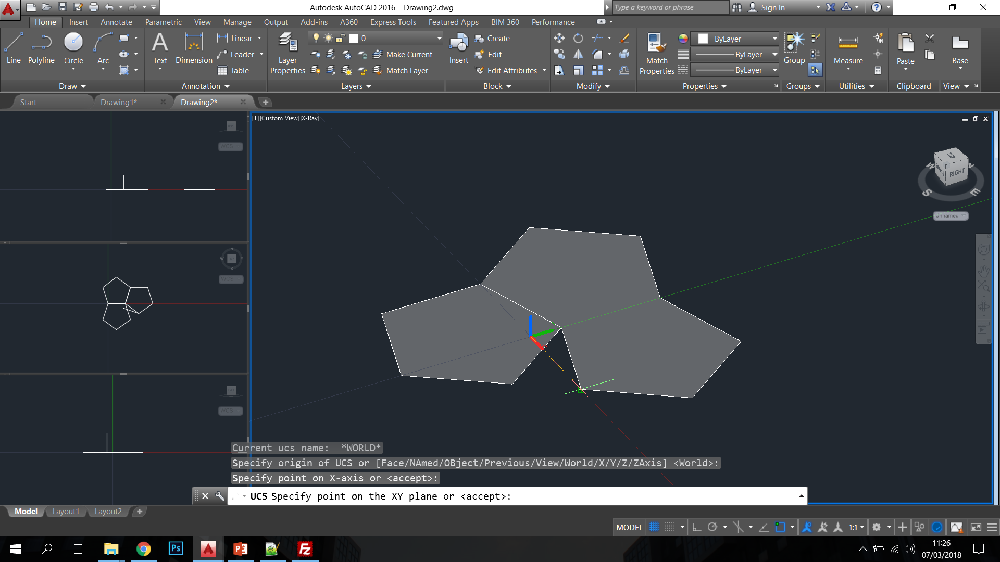 Autodesk AutoCAD 2016 Drawing2.dwg
Type a keyword or phrase
Sign In
Home Insert Annotate Parametric View Manage Output Add-ins A360 Express Tools Featured Apps BIM 360 Performance
Line Polyline Circle Arc
Text Dimension
Linear
Leader
Table
Layer Properties
0
Make Current
Match Layer
Insert
Create
Edit
Edit Attributes
Match Properties
ByLayer
ByLayer
ByLayer
Group
Measure
Paste
Base
Draw Annotation Layers Block Modify Properties Groups Utilities Clipboard View
Start Drawing1* Drawing2*
[+][Custom View][X-Ray]
WCS
N
W E
S
WCS
WCS
TOP
RIGHT
W N
S E
Unnamed
Current ucs name: *WORLD*
Specify origin of UCS or [Face/NAmed/OBject/Previous/View/World/X/Y/Z/ZAxis] <World>:
Specify point on X-axis or <accept>:
UCS Specify point on the XY plane or <accept>:
Model Layout1 Layout2
MODEL
1:1
Ps
Fz
11:26
07/03/2018